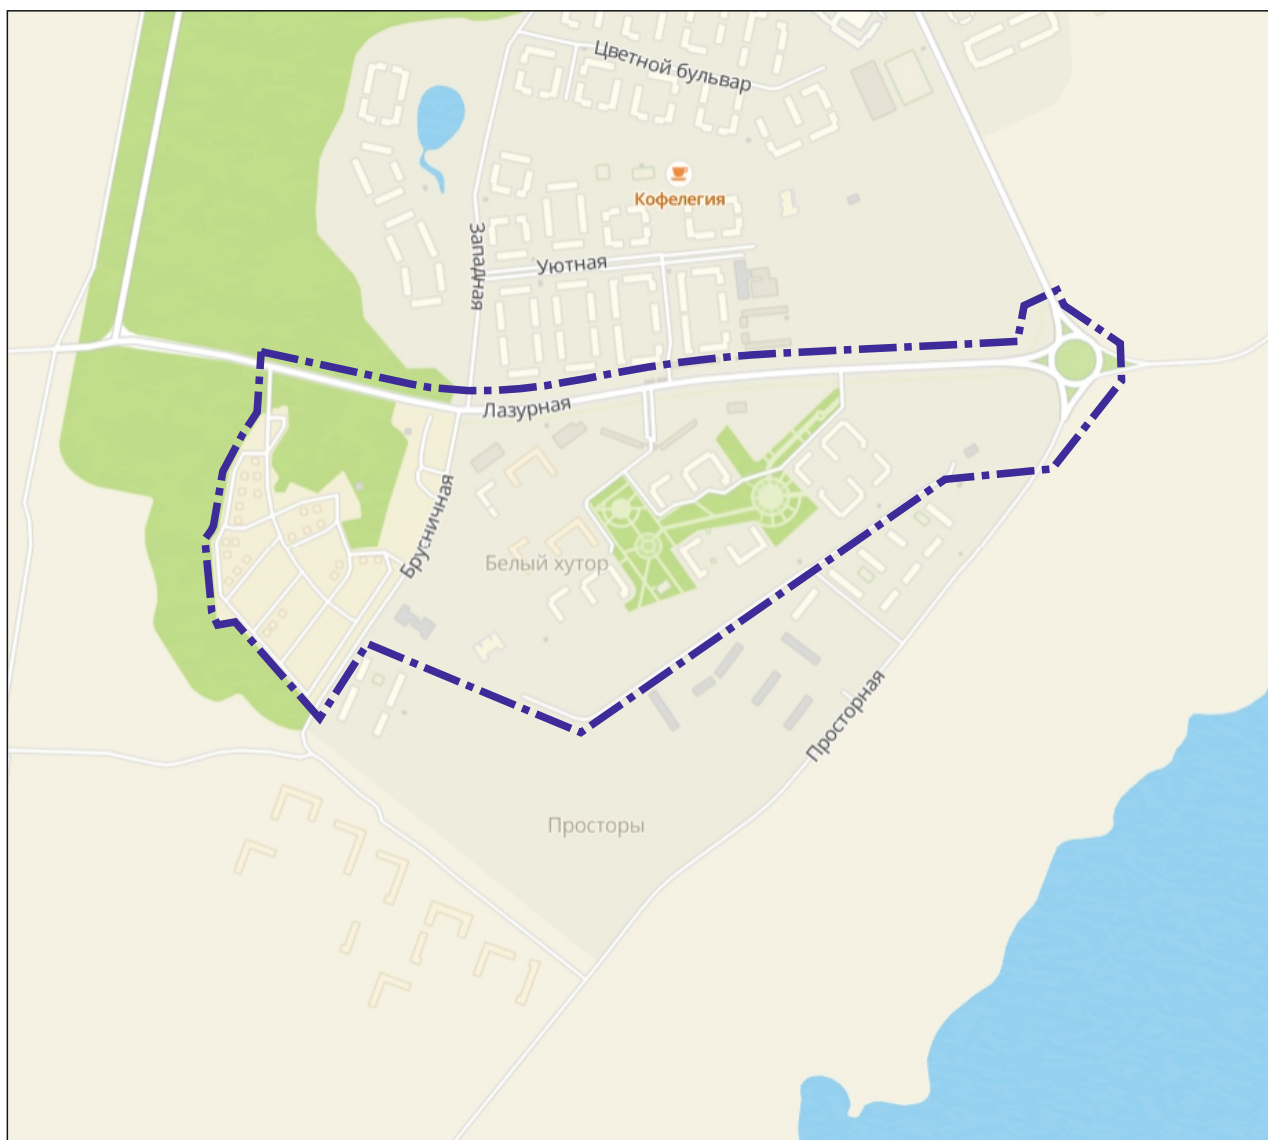 Цветной бульвар
Кофелегия
Западная
Уютная
Лазурная
Брусничная
Белый хутор
Просторная
Просторы